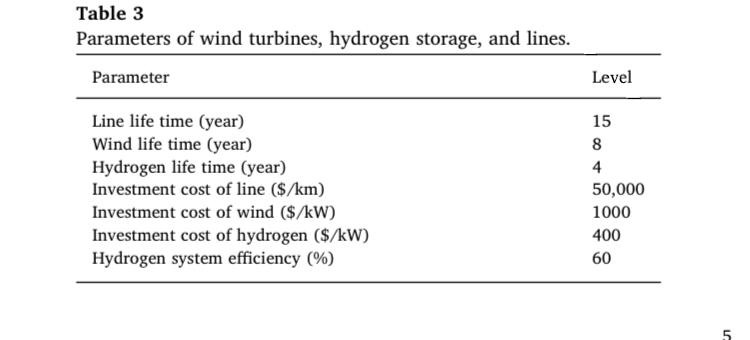 Table 3
Parameters of wind turbines, hydrogen storage, and lines.
Parameter Level
Line life time (year) 15
Wind life time (year) 8
Hydrogen life time (year) 4
Investment cost of line ($/km) 50,000
Investment cost of wind ($/kW) 1000
Investment cost of hydrogen ($/kW) 400
Hydrogen system efficiency (%) 60
5